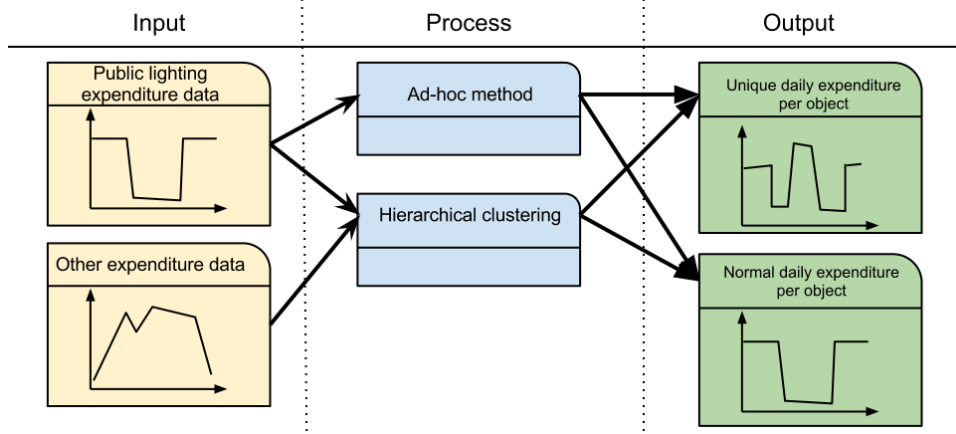 Input
Process
Output
Public lighting
expenditure data
Other expenditure data
Ad-hoc method
Hierarchical clustering
Unique daily expenditure
per object
Normal daily expenditure
per object